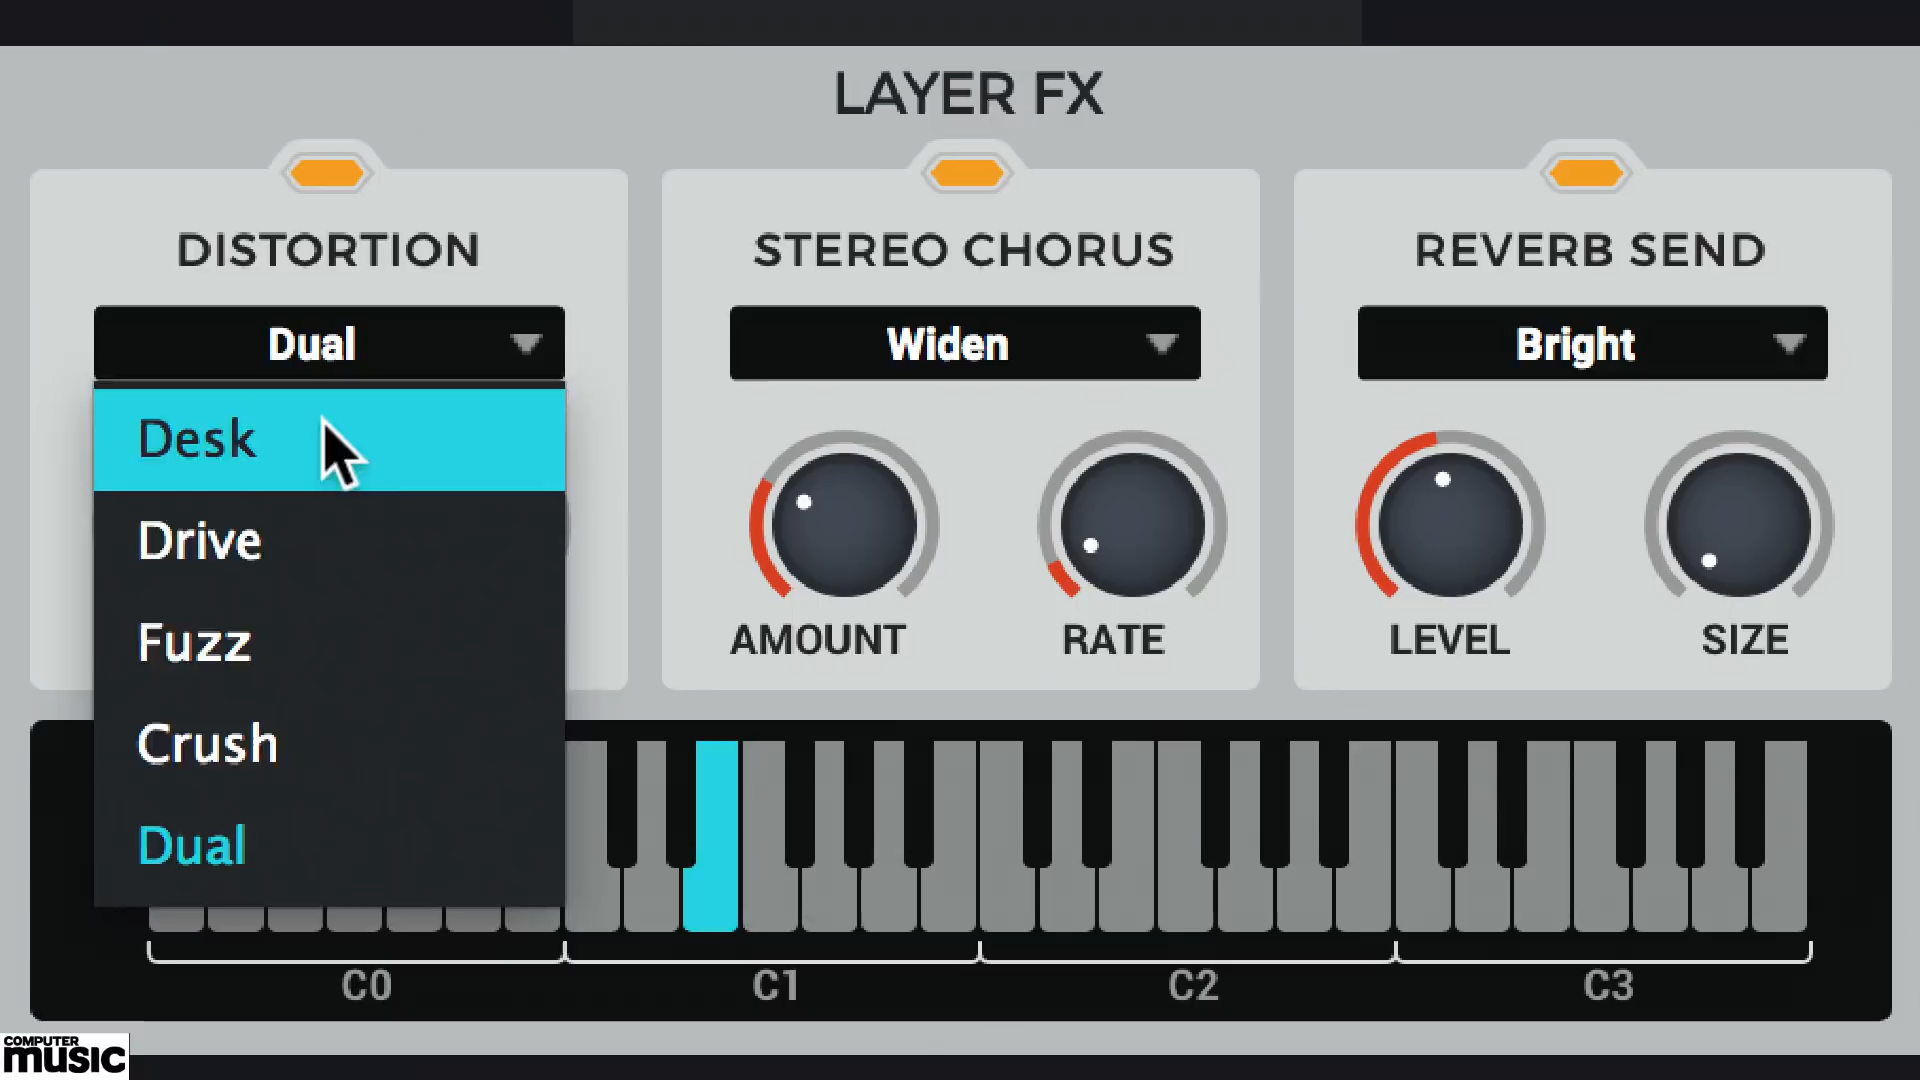 LAYER FX
DISTORTION
Dual
Desk
Drive
Fuzz
Crush
Dual
STEREO CHORUS
Widen
AMOUNT
RATE
REVERB SEND
Bright
LEVEL
SIZE
C0
C1
C2
C3
COMPUTER
music